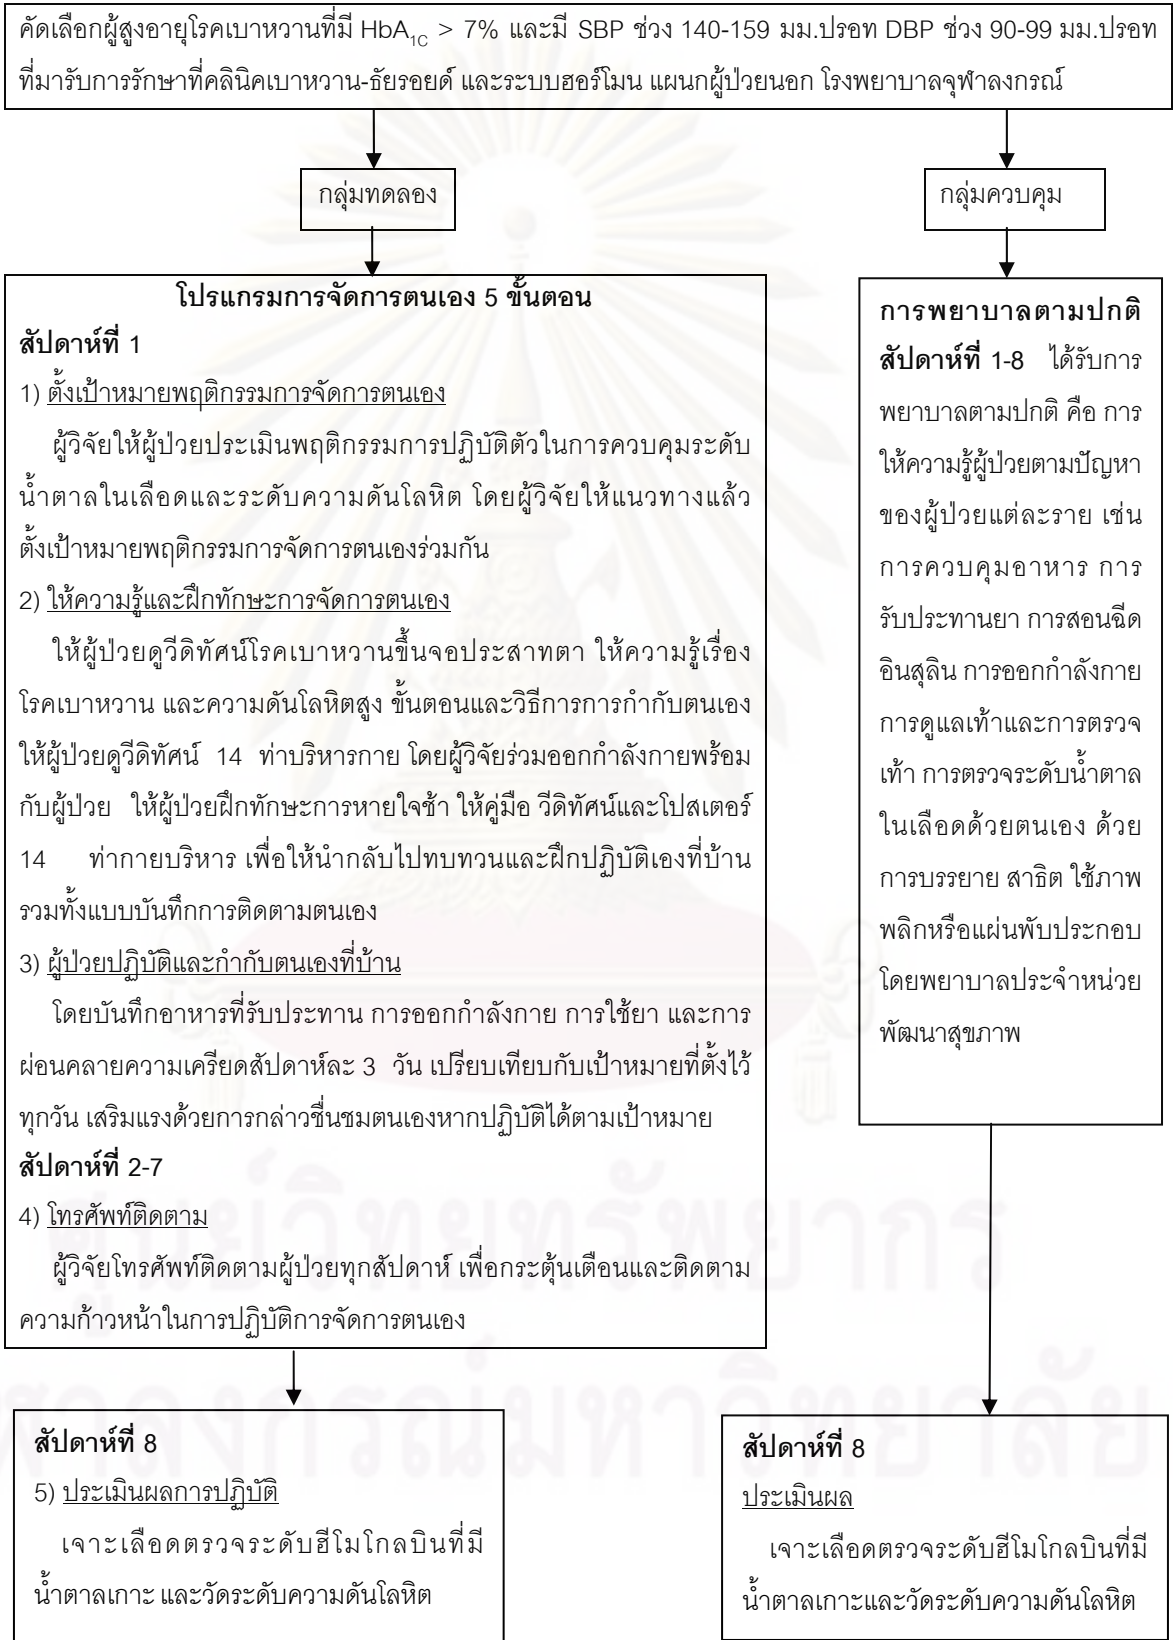 คัดเลือกผู้สูงอายุโรคเบาหวานที่มี HbA1C > 7% และมี SBP ช่วง 140-159 มม.ปรอท DBP ช่วง 90-99 มม.ปรอท
ที่มารับการรักษาที่คลินิคเบาหวาน-ธัยรอยด์ และระบบฮอร์โมน แผนกผู้ป่วยนอก โรงพยาบาลจุฬาลงกรณ์
กลุ่มทดลอง
โปรแกรมการจัดการตนเอง 5 ขั้นตอน
สัปดาห์ที่ 1
1) ตั้งเป้าหมายพฤติกรรมการจัดการตนเอง
ผู้วิจัยให้ผู้ป่วยประเมินพฤติกรรมการปฏิบัติตัวในการควบคุมระดับ
น้ำตาลในเลือดและระดับความดันโลหิต โดยผู้วิจัยให้แนวทางแล้ว
ตั้งเป้าหมายพฤติกรรมการจัดการตนเองร่วมกัน
2) ให้ความรู้และฝึกทักษะการจัดการตนเอง
ให้ผู้ป่วยดูวีดิทัศน์โรคเบาหวานขึ้นจอประสาทตา ให้ความรู้เรื่อง
โรคเบาหวาน และความดันโลหิตสูง ขั้นตอนและวิธีการการกำกับตนเอง
ให้ผู้ป่วยดูวีดิทัศน์ 14 ท่าบริหารกาย โดยผู้วิจัยร่วมออกกำลังกายพร้อม
กับผู้ป่วย ให้ผู้ป่วยฝึกทักษะการหายใจช้า ให้คู่มือ วีดิทัศน์และโปสเตอร์
14 ท่ากายบริหาร เพื่อให้นำกลับไปทบทวนและฝึกปฏิบัติเองที่บ้าน
รวมทั้งแบบบันทึกการติดตามตนเอง
3) ผู้ป่วยปฏิบัติและกำกับตนเองที่บ้าน
โดยบันทึกอาหารที่รับประทาน การออกกำลังกาย การใช้ยา และการ
ผ่อนคลายความเครียดสัปดาห์ละ 3 วัน เปรียบเทียบกับเป้าหมายที่ตั้งไว้
ทุกวัน เสริมแรงด้วยการกล่าวชื่นชมตนเองหากปฏิบัติได้ตามเป้าหมาย
สัปดาห์ที่ 2-7
4) โทรศัพท์ติดตาม
ผู้วิจัยโทรศัพท์ติดตามผู้ป่วยทุกสัปดาห์ เพื่อกระตุ้นเตือนและติดตาม
ความก้าวหน้าในการปฏิบัติการจัดการตนเอง
สัปดาห์ที่ 8
5) ประเมินผลการปฏิบัติ
เจาะเลือดตรวจระดับฮีโมโกลบินที่มี
น้ำตาลเกาะ และวัดระดับความดันโลหิต
กลุ่มควบคุม
การพยาบาลตามปกติ
สัปดาห์ที่ 1-8 ได้รับการ
พยาบาลตามปกติ คือ การ
ให้ความรู้ผู้ป่วยตามปัญหา
ของผู้ป่วยแต่ละราย เช่น
การควบคุมอาหาร การ
รับประทานยา การสอนฉีด
อินสุลิน การออกกำลังกาย
การดูแลเท้าและการตรวจ
เท้า การตรวจระดับน้ำตาล
ในเลือดด้วยตนเอง ด้วย
การบรรยาย สาธิต ใช้ภาพ
พลิกหรือแผ่นพับประกอบ
โดยพยาบาลประจำหน่วย
พัฒนาสุขภาพ
สัปดาห์ที่ 8
ประเมินผล
เจาะเลือดตรวจระดับฮีโมโกลบินที่มี
น้ำตาลเกาะและวัดระดับความดันโลหิต
ศูนย์วิทยทรัพยากร
ฬาลงกรณ์มหาวิทยาลัย